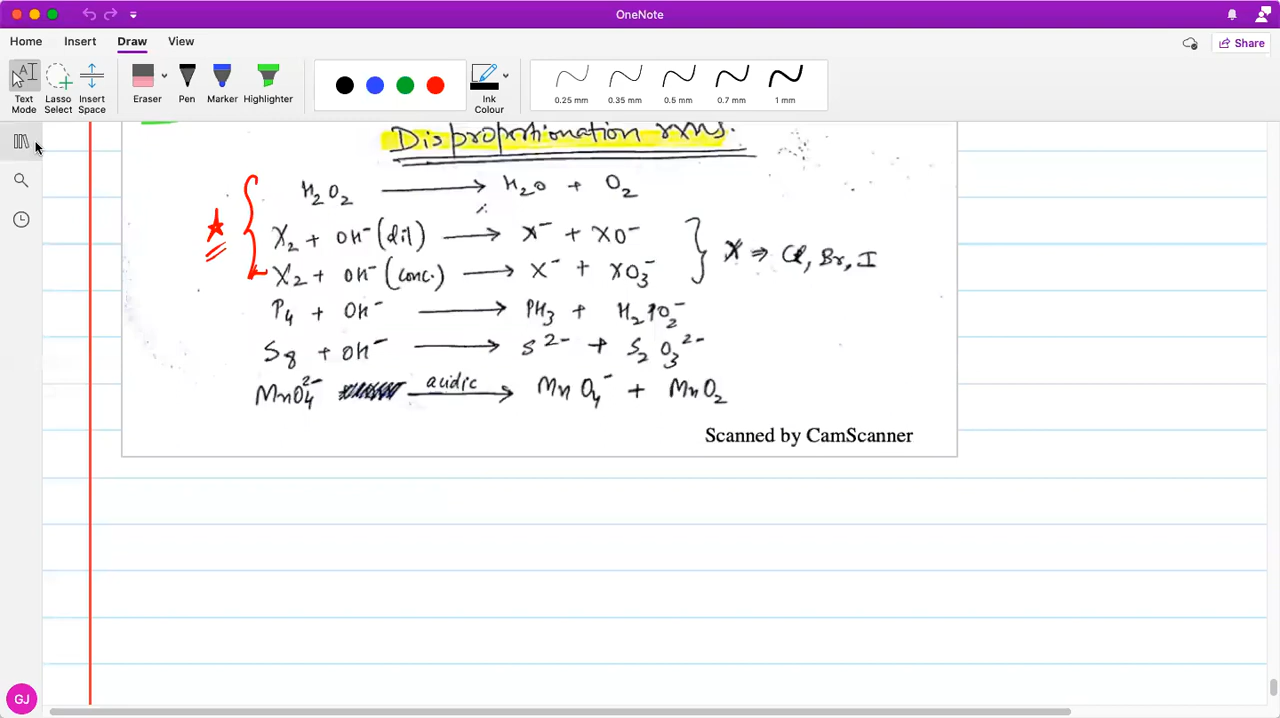 OneNote
Home Insert Draw View Share
Text Mode Lasso Select Insert Space Eraser Pen Marker Highlighter Ink Colour 0.25 mm 0.35 mm 0.5 mm 0.7 mm 1 mm
Disproportionation rxns.
H₂O₂ ⟶ H₂O + O₂
X₂ + OH⁻ (dil) ⟶ X⁻ + XO⁻
X ⇒ Cl, Br, I
X₂ + OH⁻ (conc.) ⟶ X⁻ + XO₃⁻
P₄ + OH⁻ ⟶ PH₃ + H₂PO₂⁻
S₈ + OH⁻ ⟶ S²⁻ + S₂O₃²⁻
MnO₄²⁻ acidic ⟶ MnO₄⁻ + MnO₂
Scanned by CamScanner
GJ